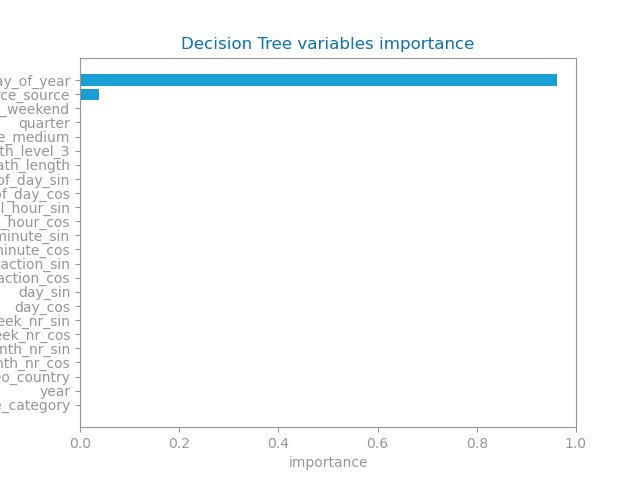 Decision Tree variables importance
ay_of_year
rce_source
_weekend
quarter
e_medium
th_level_3
ath_length
of_day_sin
of_day_cos
l_hour_sin
_hour_cos
minute_sin
minute_cos
action_sin
action_cos
day_sin
day_cos
eek_nr_sin
eek_nr_cos
nth_nr_sin
nth_nr_cos
eo_country
year
e_category
0.0 0.2 0.4 0.6 0.8 1.0
importance